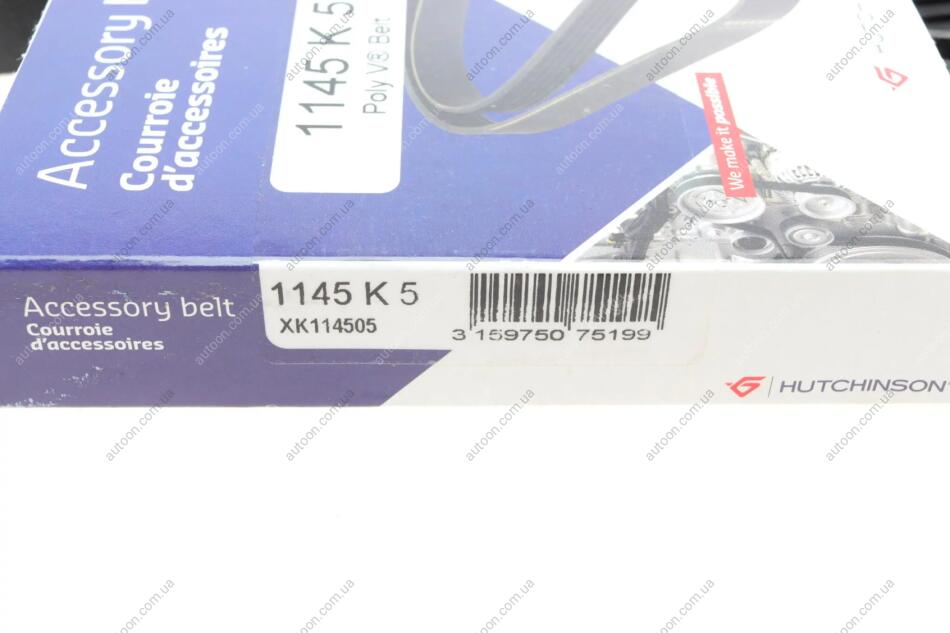 Accessory
Courroie
d'accessoires
1145 K 5
Poly V® Belt
We make it possible
Accessory belt
Courroie
d'accessoires
1145 K 5
XK114505
3 159750 75199
HUTCHINSON
autoon.com.ua